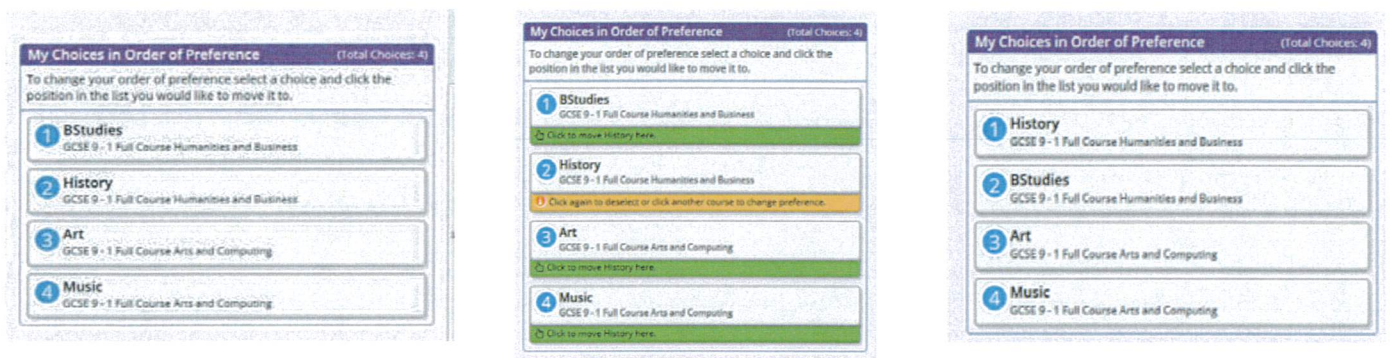 My Choices in Order of Preference (Total Choices: 4)
To change your order of preference select a choice and click the
position in the list you would like to move it to.
1 BStudies
GCSE 9 - 1 Full Course Humanities and Business
2 History
GCSE 9 - 1 Full Course Humanities and Business
3 Art
GCSE 9 - 1 Full Course Arts and Computing
4 Music
GCSE 9 - 1 Full Course Arts and Computing
My Choices in Order of Preference (Total Choices: 4)
To change your order of preference select a choice and click the
position in the list you would like to move it to.
1 BStudies
GCSE 9 - 1 Full Course Humanities and Business
Click to move History here.
2 History
GCSE 9 - 1 Full Course Humanities and Business
Click again to deselect or click another course to change preference.
3 Art
GCSE 9 - 1 Full Course Arts and Computing
Click to move History here.
4 Music
GCSE 9 - 1 Full Course Arts and Computing
Click to move History here.
My Choices in Order of Preference (Total Choices: 4)
To change your order of preference select a choice and click the
position in the list you would like to move it to.
1 History
GCSE 9 - 1 Full Course Humanities and Business
2 BStudies
GCSE 9 - 1 Full Course Humanities and Business
3 Art
GCSE 9 - 1 Full Course Arts and Computing
4 Music
GCSE 9 - 1 Full Course Arts and Computing